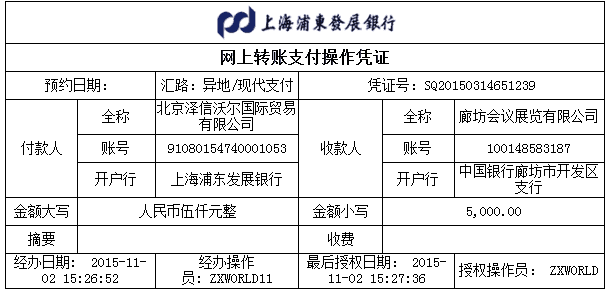 上海浦東發展銀行
网上转账支付操作凭证
预约日期： 汇路：异地/现代支付 凭证号：SQ20150314651239
付款人 全称 北京泽信沃尔国际贸易有限公司 收款人 全称 廊坊会议展览有限公司
账号 91080154740001053 账号 100148583187
开户行 上海浦东发展银行 开户行 中国银行廊坊市开发区支行
金额大写 人民币伍仟元整 金额小写 5,000.00
摘要 收费
经办日期： 2015-11-02 15:26:52 经办操作员：ZXWORLD11 最后授权日期： 2015-11-02 15:27:36 授权操作员： ZXWORLD